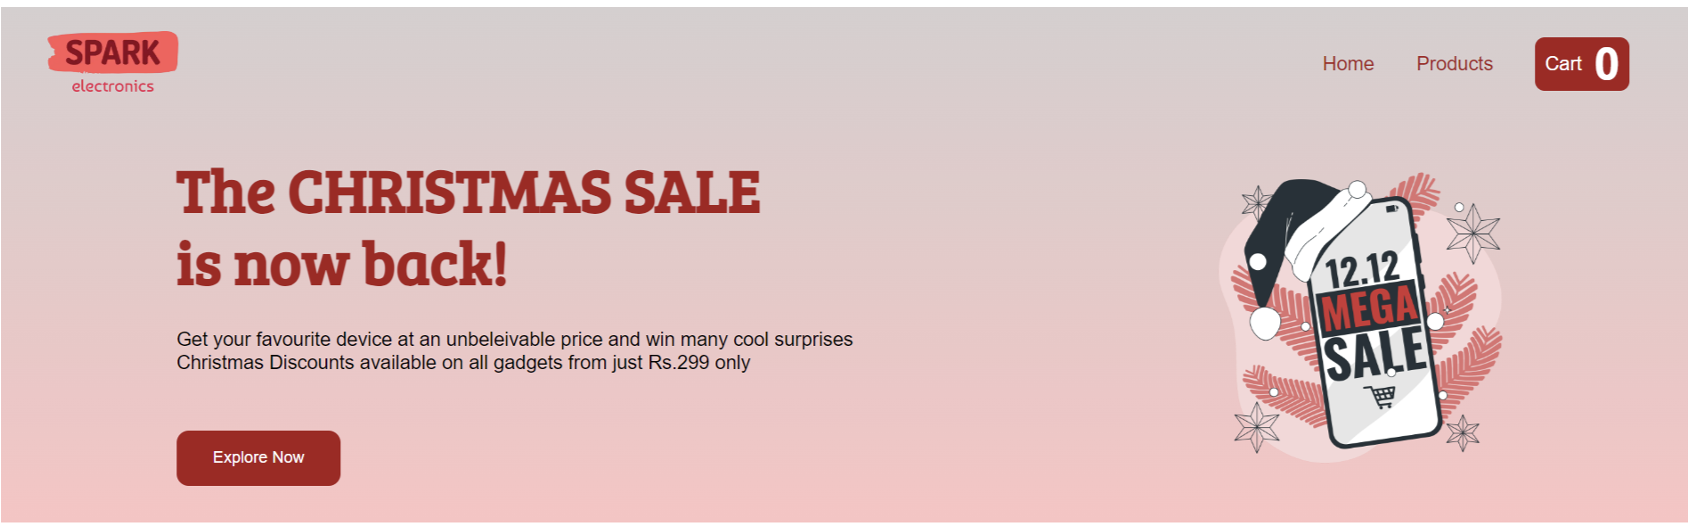 SPARK
electronics
Home
Products
Cart 0
The CHRISTMAS SALE
is now back!
Get your favourite device at an unbeleivable price and win many cool surprises
Christmas Discounts available on all gadgets from just Rs.299 only
Explore Now
12.12
MEGA
SALE